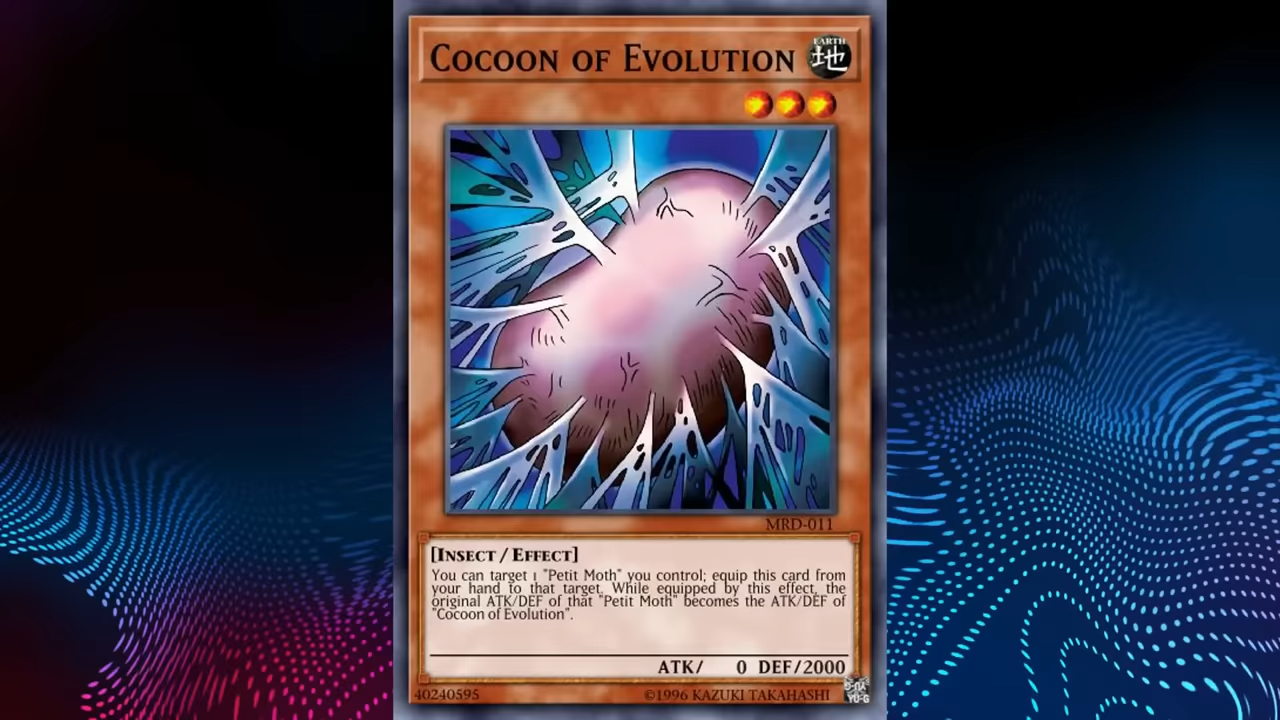 COCOON OF EVOLUTION
EARTH
地
MRD-011
[INSECT / EFFECT]
You can target 1 "Petit Moth" you control; equip this card from
your hand to that target. While equipped by this effect, the
original ATK/DEF of that "Petit Moth" becomes the ATK/DEF of
"Cocoon of Evolution".
ATK/ 0 DEF/2000
40240595 ©1996 KAZUKI TAKAHASHI